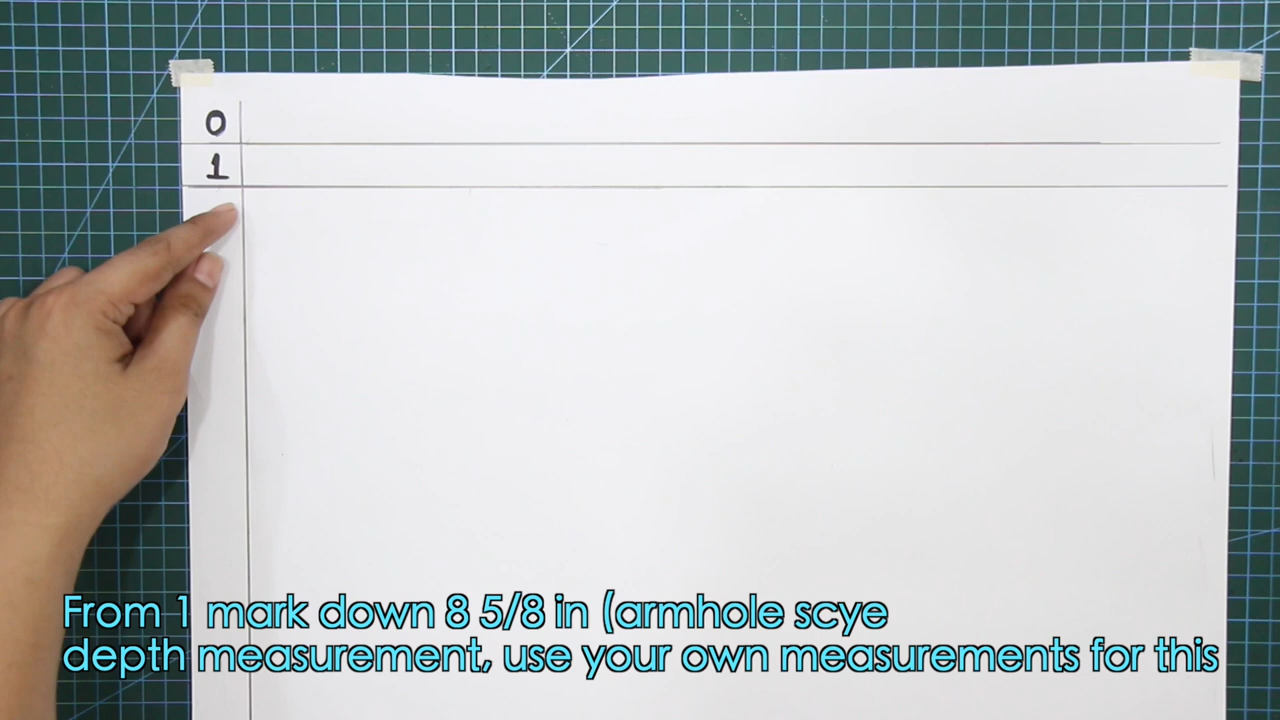 0
1
From 1 mark down 8 5/8 in (armhole scye
depth measurement, use your own measurements for this